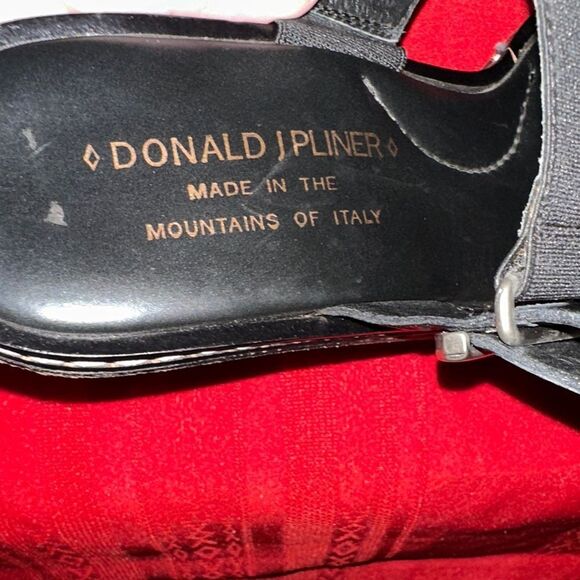 ◊ DONALD J PLINER ◊
MADE IN THE
MOUNTAINS OF ITALY